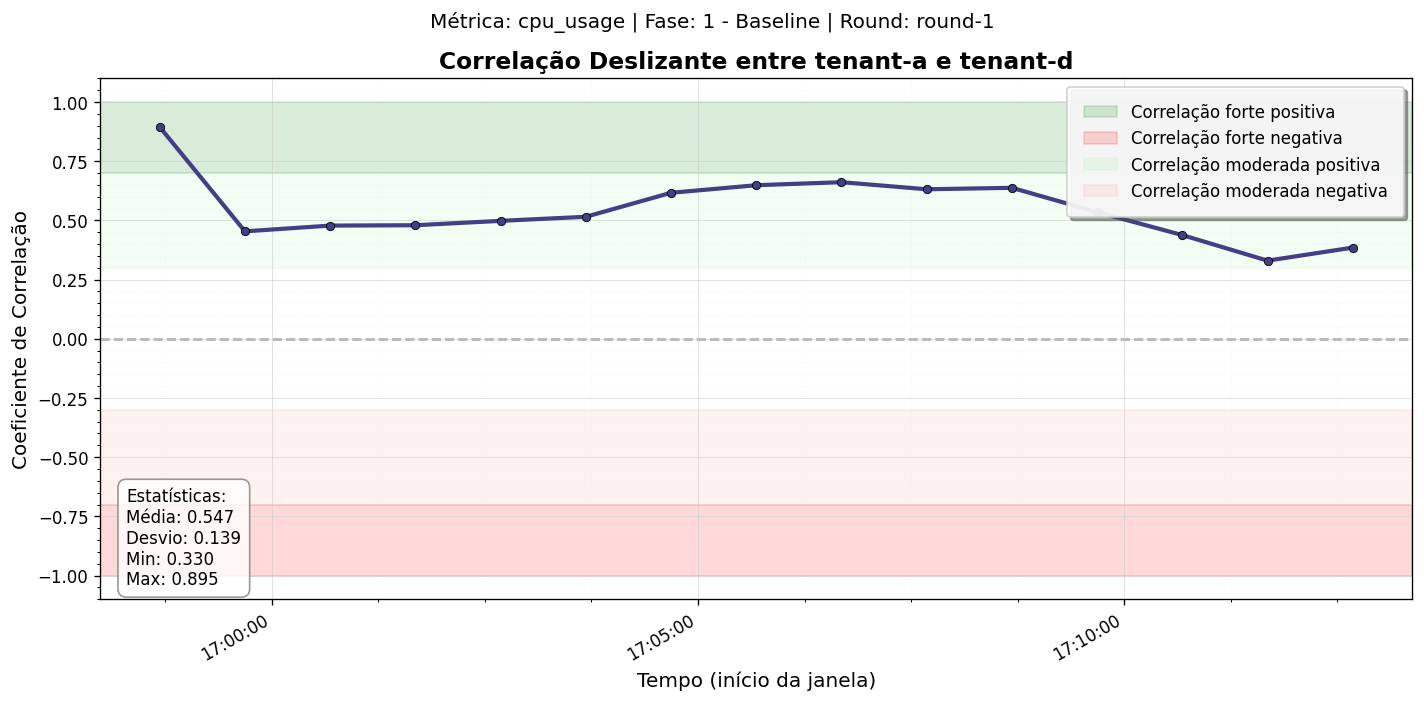 Métrica: cpu_usage | Fase: 1 - Baseline | Round: round-1
Correlação Deslizante entre tenant-a e tenant-d
Coeficiente de Correlação
1.00
0.75
0.50
0.25
0.00
−0.25
−0.50
−0.75
−1.00
Correlação forte positiva
Correlação forte negativa
Correlação moderada positiva
Correlação moderada negativa
Estatísticas:
Média: 0.547
Desvio: 0.139
Min: 0.330
Max: 0.895
17:00:00
17:05:00
17:10:00
Tempo (início da janela)